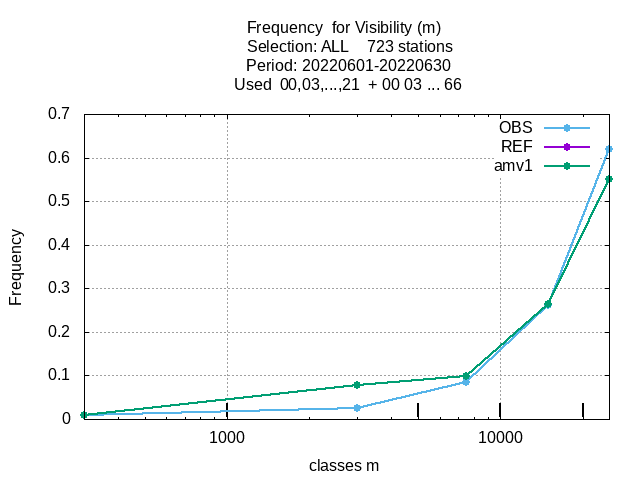 Frequency  for Visibility (m)
Selection: ALL    723 stations
Period: 20220601-20220630
Used  00,03,...,21  + 00 03 ... 66
0.7
0.6
0.5
0.4
0.3
0.2
0.1
0
Frequency
OBS
REF
amv1
1000
10000
classes m